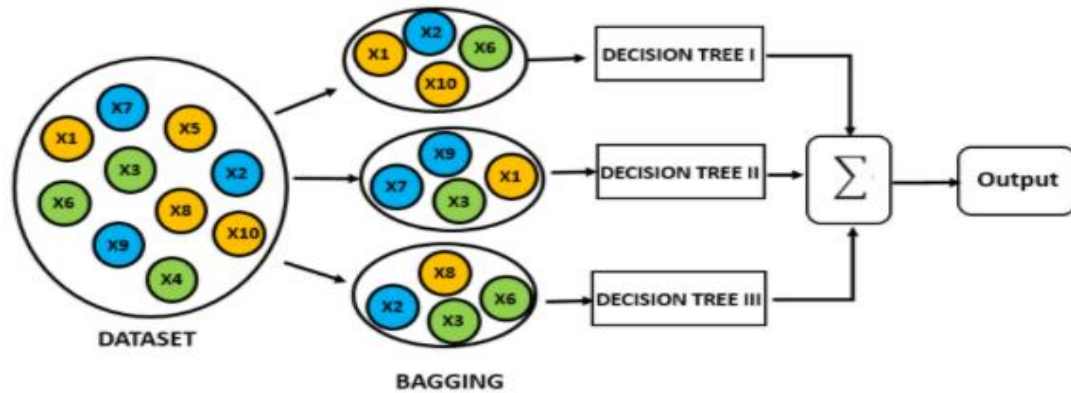 X1
X7
X5
X3
X2
X6
X8
X9
X10
X4
DATASET
X1
X2
X6
X10
X7
X9
X3
X1
X2
X8
X3
X6
BAGGING
DECISION TREE I
DECISION TREE II
DECISION TREE III
∑
Output